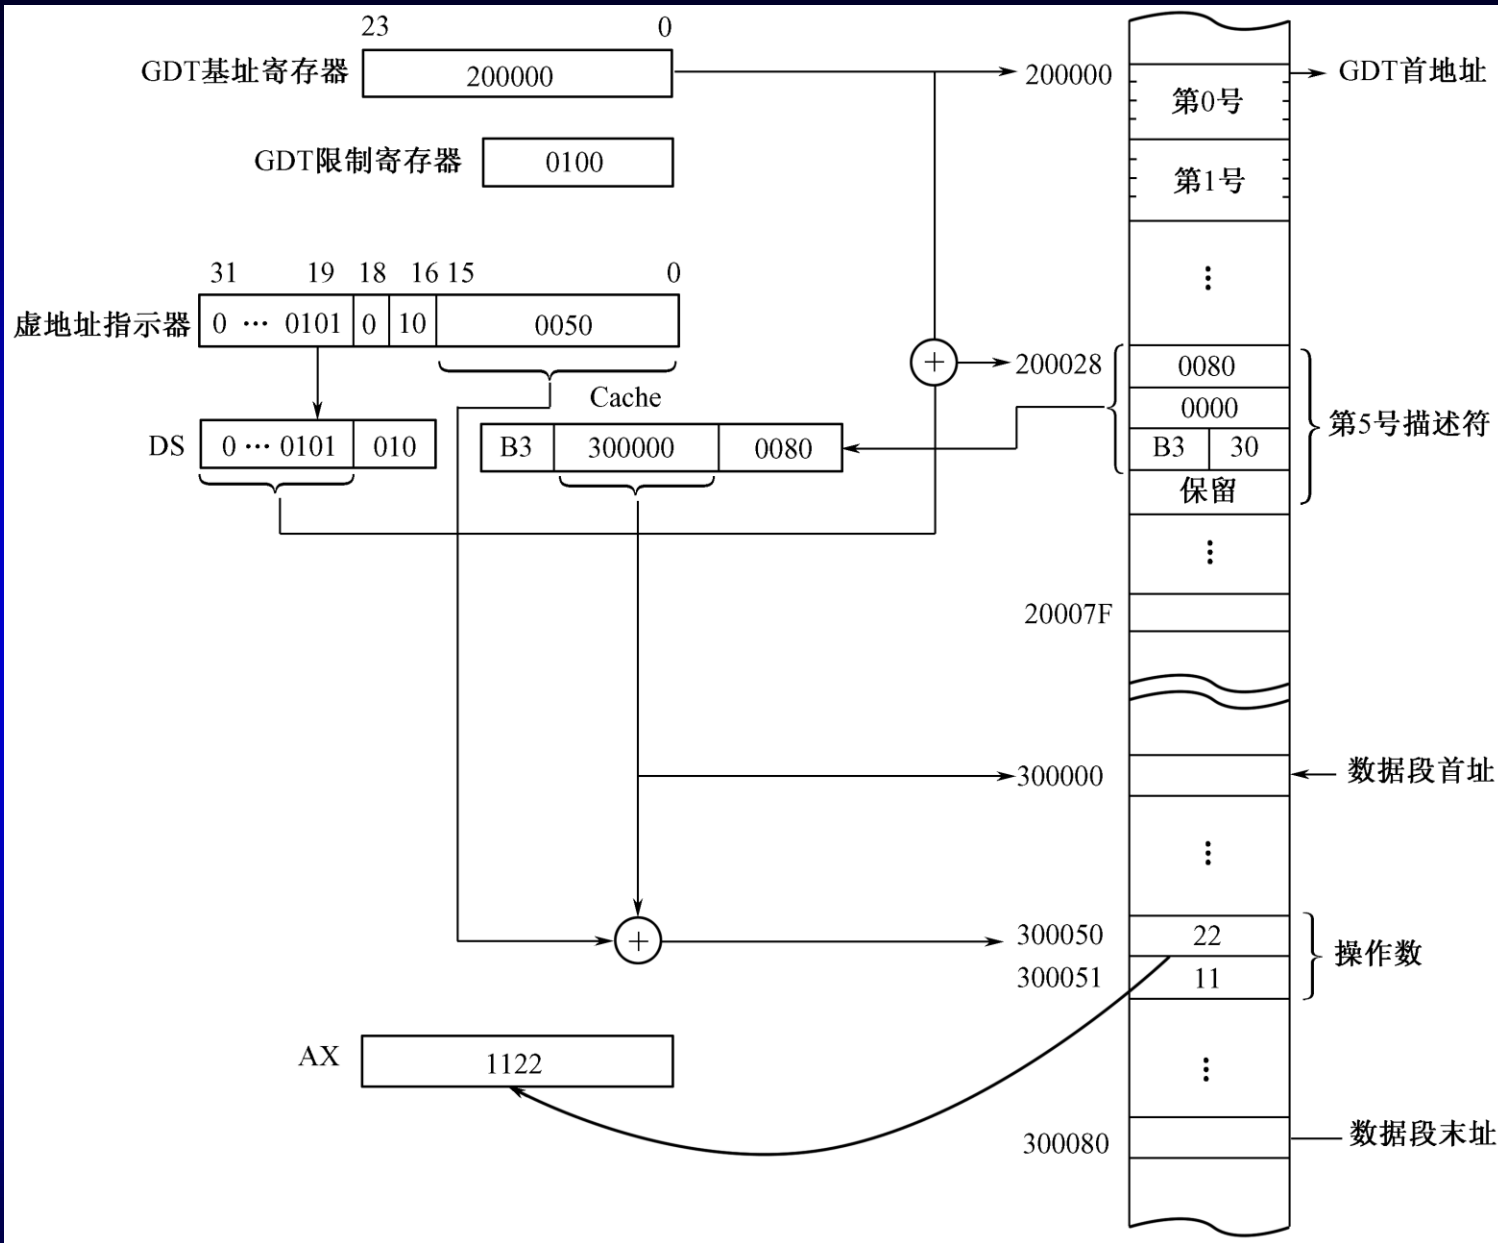 23 0
GDT基址寄存器 200000 200000 第0号 GDT首地址
GDT限制寄存器 0100
第1号
⋮
31 19 18 16 15 0
虚地址指示器 0 ··· 0101 0 10 0050
+ 200028 0080
0000
B3 30
保留
第5号描述符
Cache
DS 0 ··· 0101 010 B3 300000 0080
⋮
20007F
300000 数据段首址
⋮
+ 300050 22
300051 11
操作数
AX 1122
⋮
300080 数据段末址